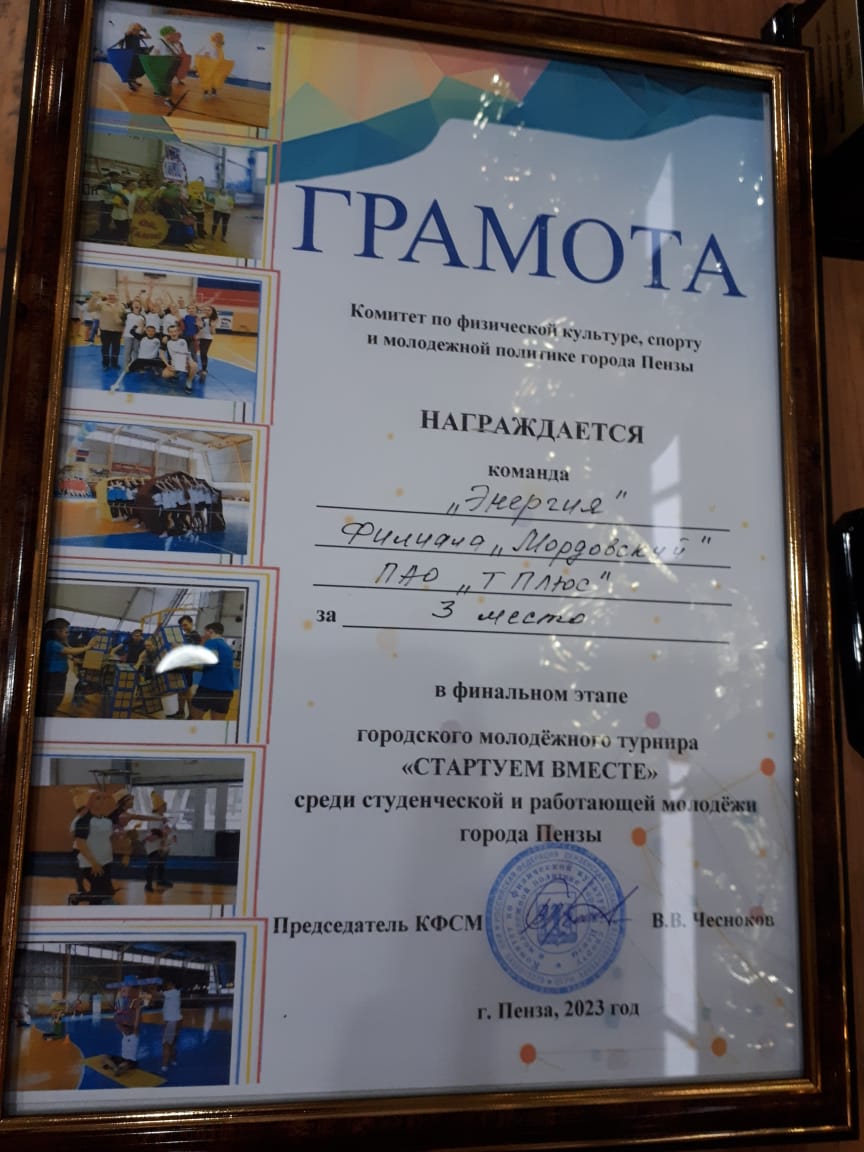 ГРАМОТА
Комитет по физической культуре, спорту
и молодежной политике города Пензы
НАГРАЖДАЕТСЯ
команда
„Энергия"
Филиала „Мордовский"
ПАО „Т Плюс"
за 3 место
в финальном этапе
городского молодёжного турнира
«СТАРТУЕМ ВМЕСТЕ»
среди студенческой и работающей молодёжи
города Пензы
Председатель КФСМ В.В. Чесноков
г. Пенза, 2023 год